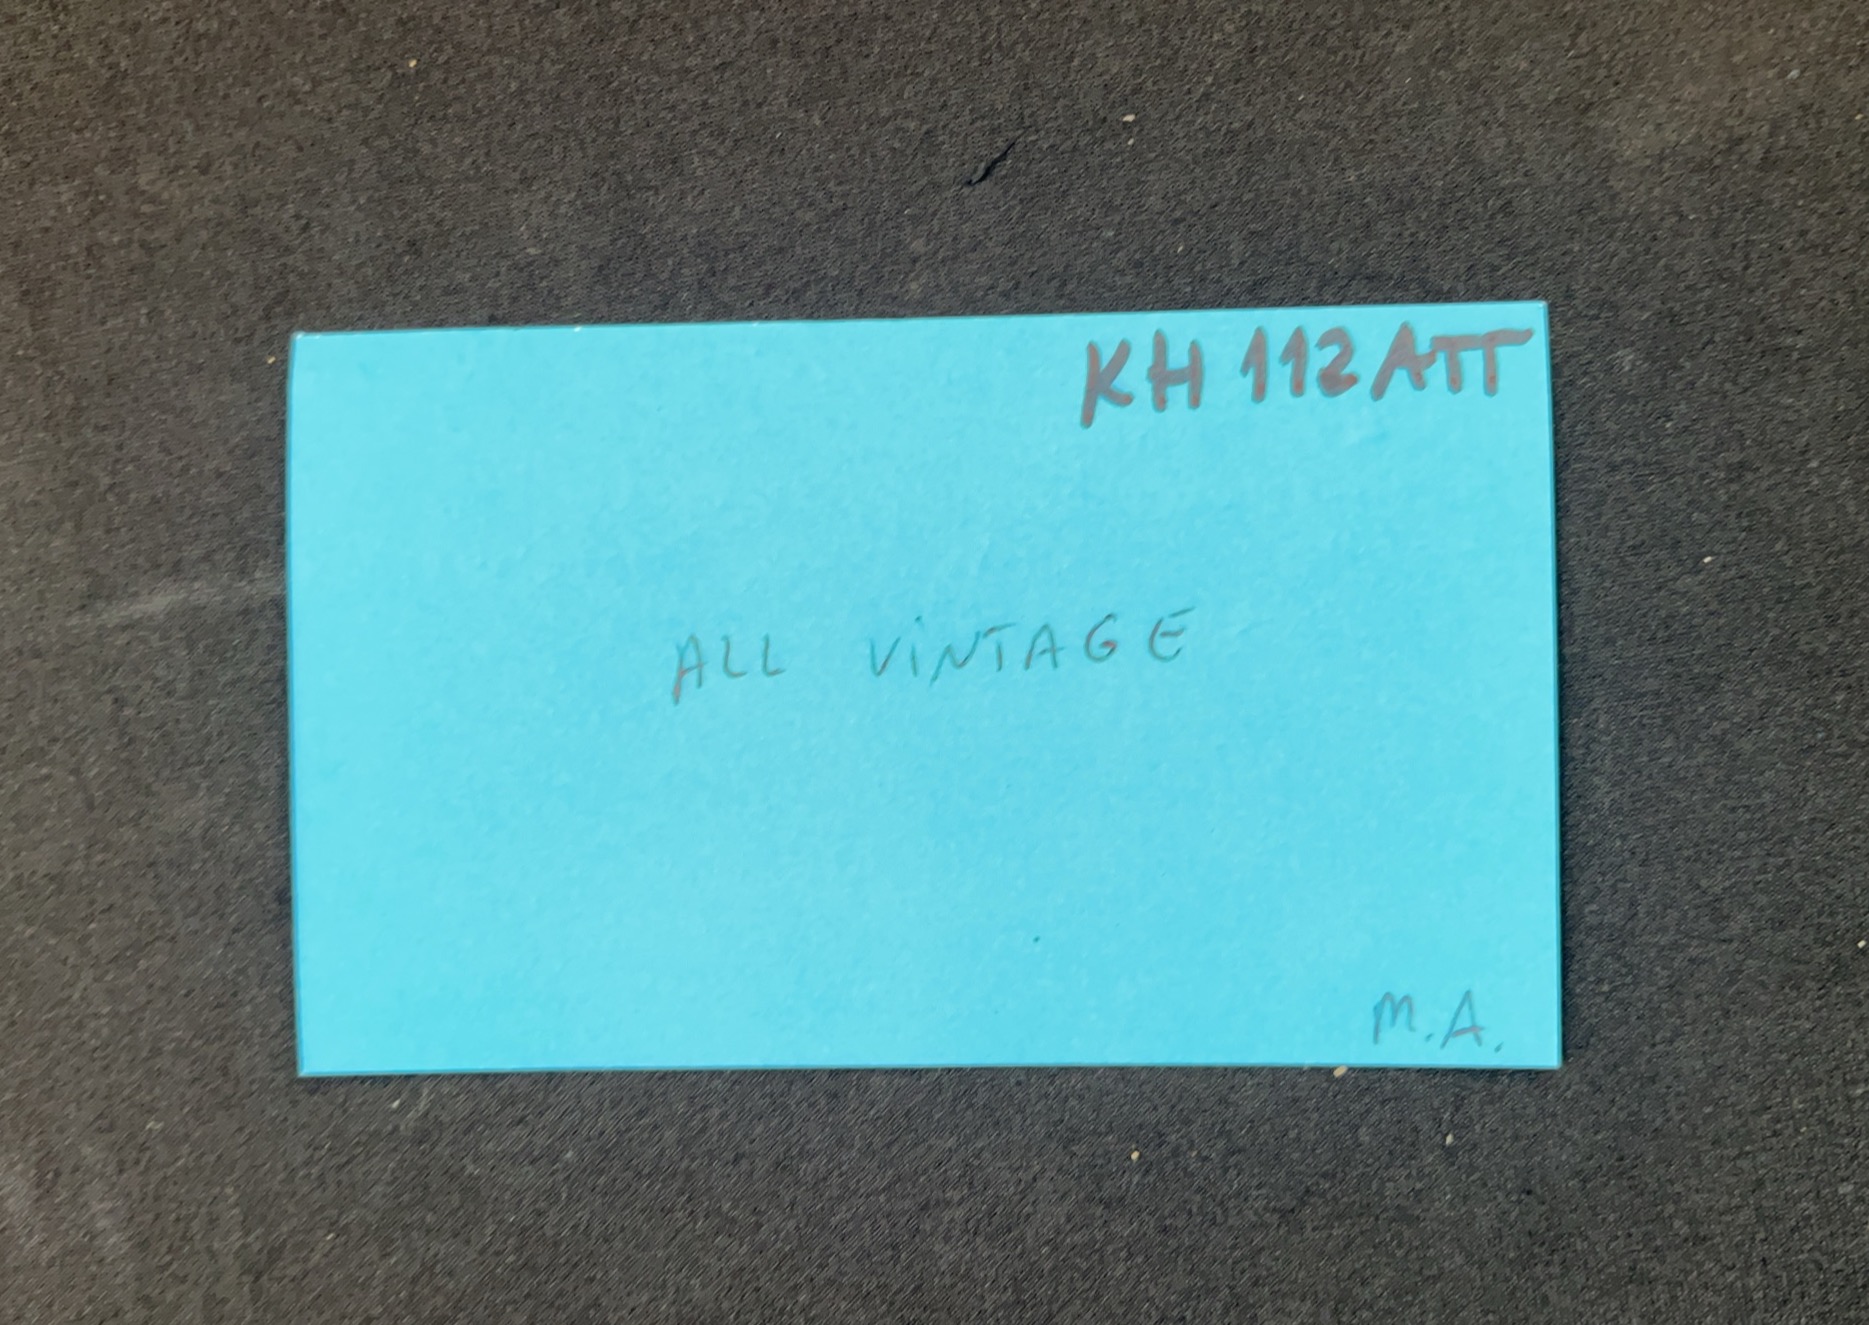 KH 112 ATT
ALL ViNTAGE
M.A.